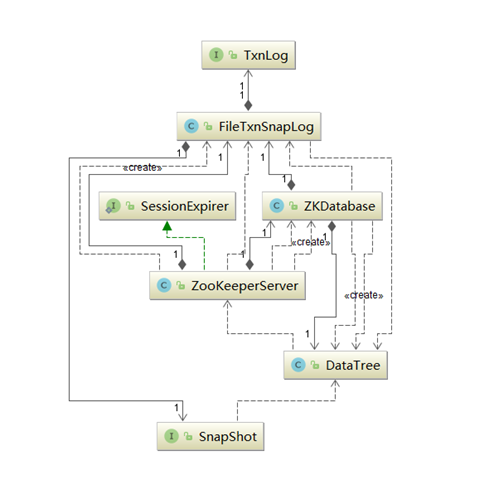 I TxnLog
1
1
C FileTxnSnapLog
1
1
1
«create»
1
I SessionExpirer
C ZKDatabase
1
1
1
«create»
1
1
C ZooKeeperServer
«create»
1
C DataTree
1
I SnapShot